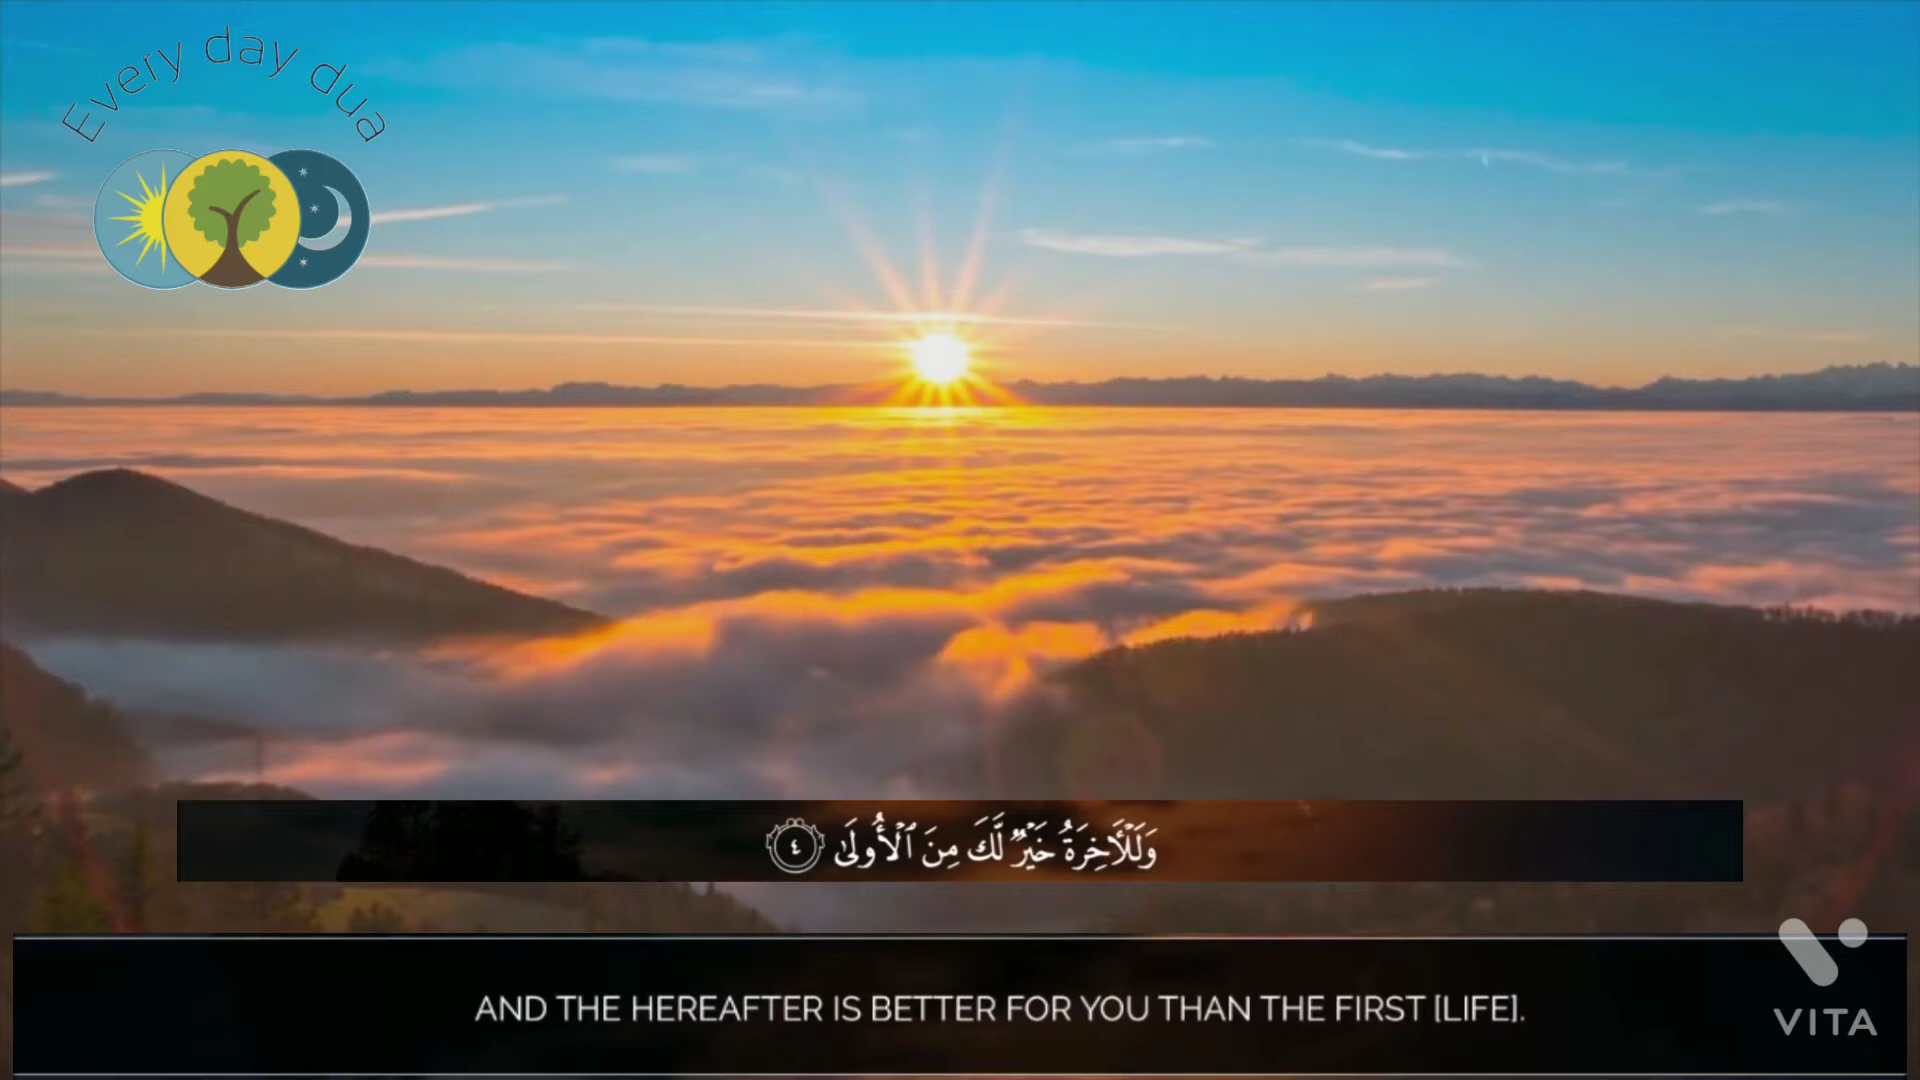 Every day dua
وَلَلْـَٔاخِرَةُ خَيْرٌ لَّكَ مِنَ ٱلْأُولَىٰ ٤
AND THE HEREAFTER IS BETTER FOR YOU THAN THE FIRST [LIFE].
VITA